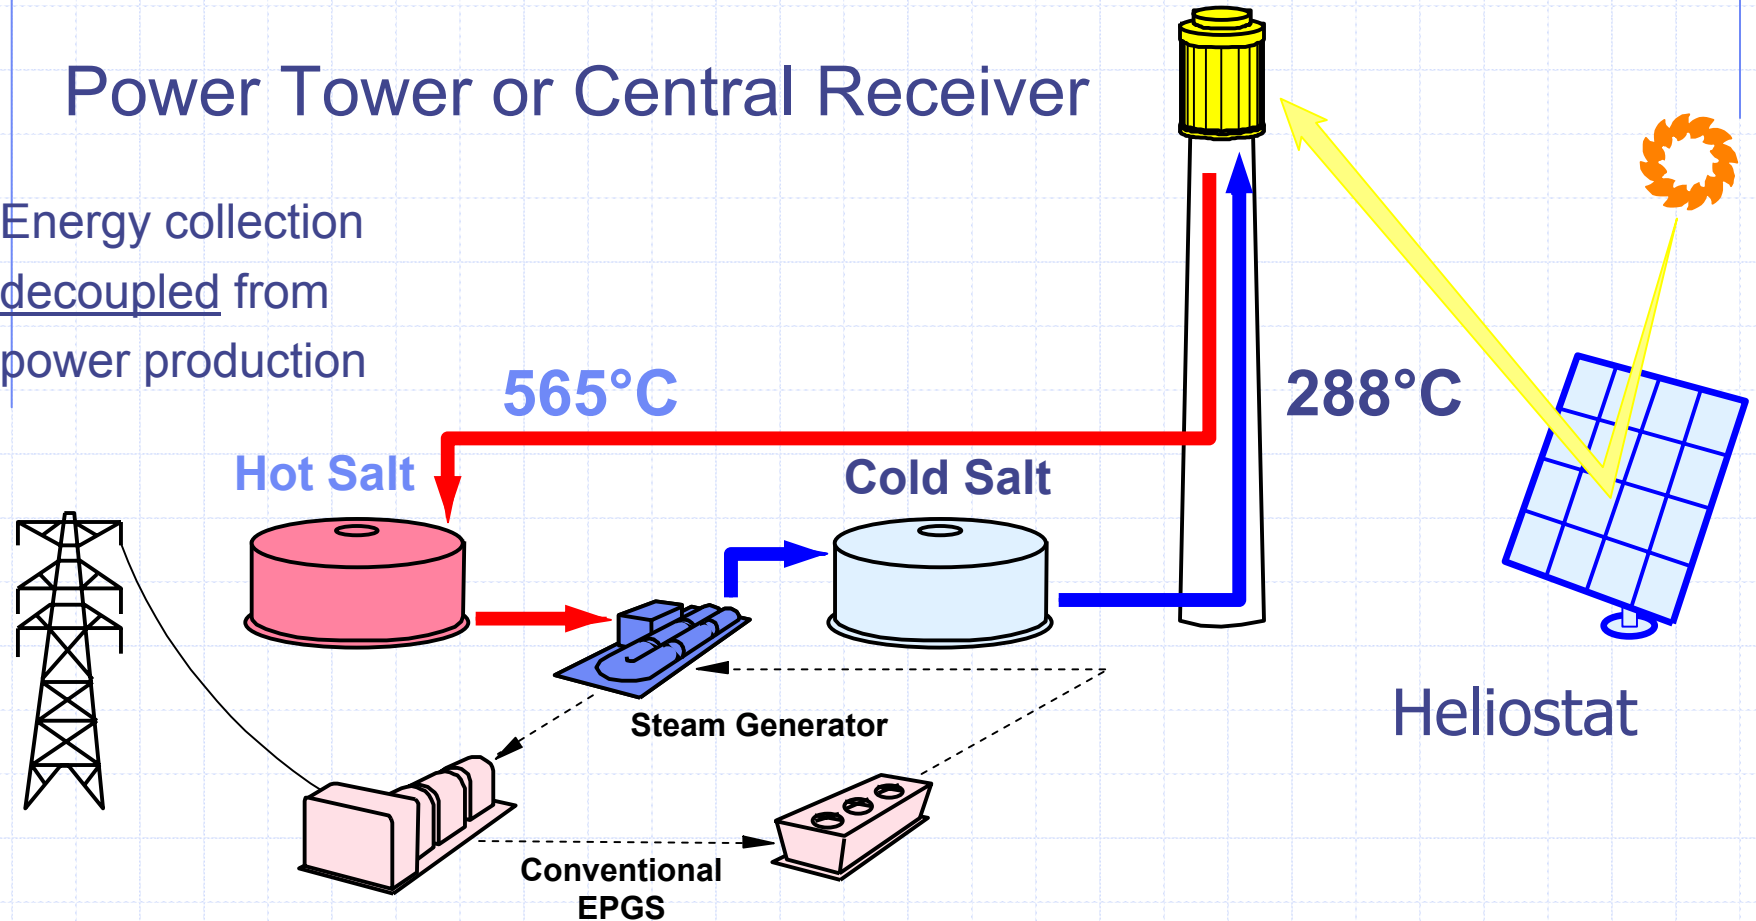 Power Tower or Central Receiver
Energy collection
decoupled from
power production
565°C
288°C
Hot Salt
Cold Salt
Steam Generator
Heliostat
Conventional
EPGS